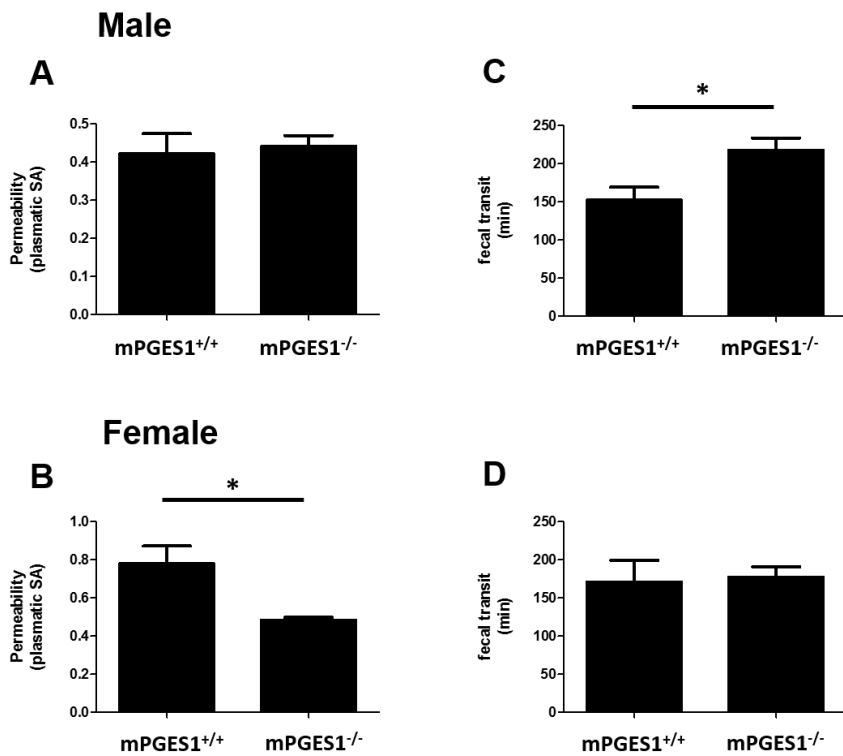 Male
A
Permeability
(plasmatic SA)
0.5
0.4
0.3
0.2
0.1
0.0
mPGES1+/+ mPGES1-/-
C
*
fecal transit
(min)
250
200
150
100
50
0
mPGES1+/+ mPGES1-/-
Female
B
*
Permeability
(plasmatic SA)
1.0
0.8
0.6
0.4
0.2
0.0
mPGES1+/+ mPGES1-/-
D
fecal transit
(min)
250
200
150
100
50
0
mPGES1+/+ mPGES1-/-